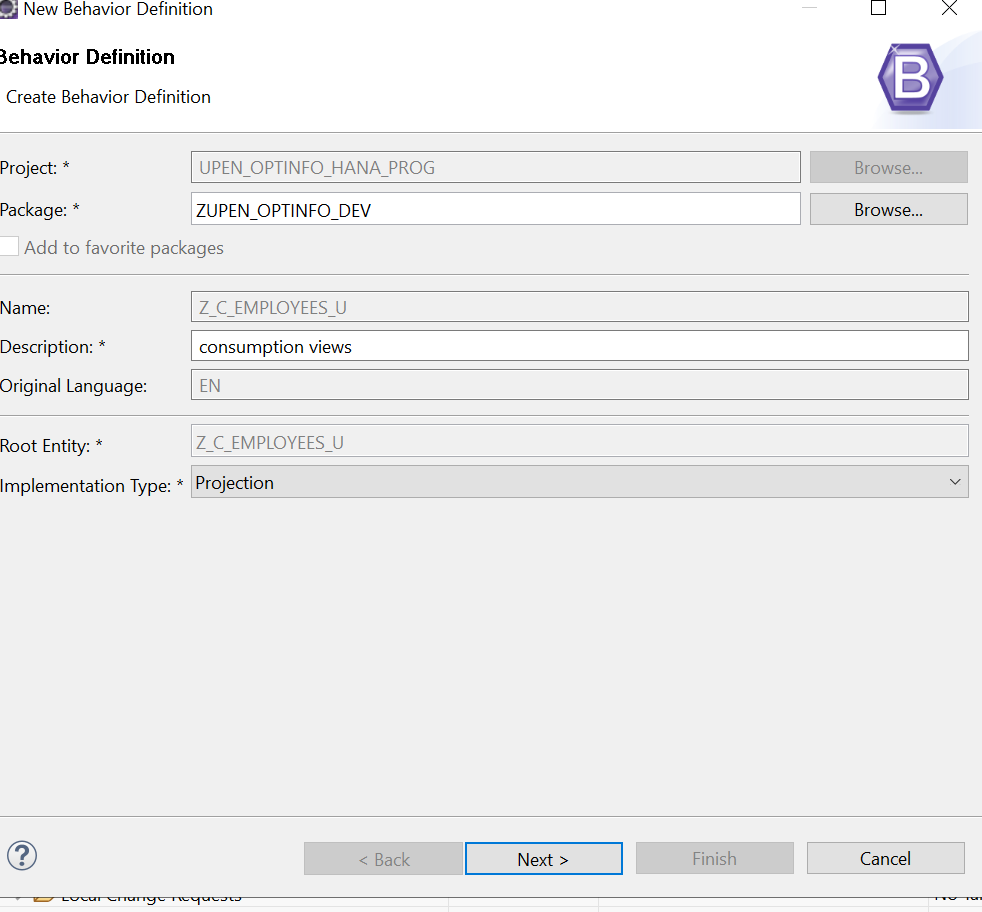 New Behavior Definition
Behavior Definition
Create Behavior Definition
B
Project: * UPEN_OPTINFO_HANA_PROG Browse...
Package: * ZUPEN_OPTINFO_DEV Browse...
Add to favorite packages
Name: Z_C_EMPLOYEES_U
Description: * consumption views
Original Language: EN
Root Entity: * Z_C_EMPLOYEES_U
Implementation Type: * Projection
? < Back Next > Finish Cancel
Local Change Requests